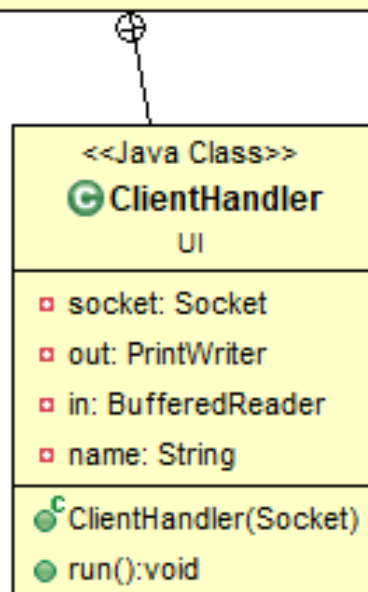 <<Java Class>>
C ClientHandler
UI
socket: Socket
out: PrintWriter
in: BufferedReader
name: String
C ClientHandler(Socket)
run():void